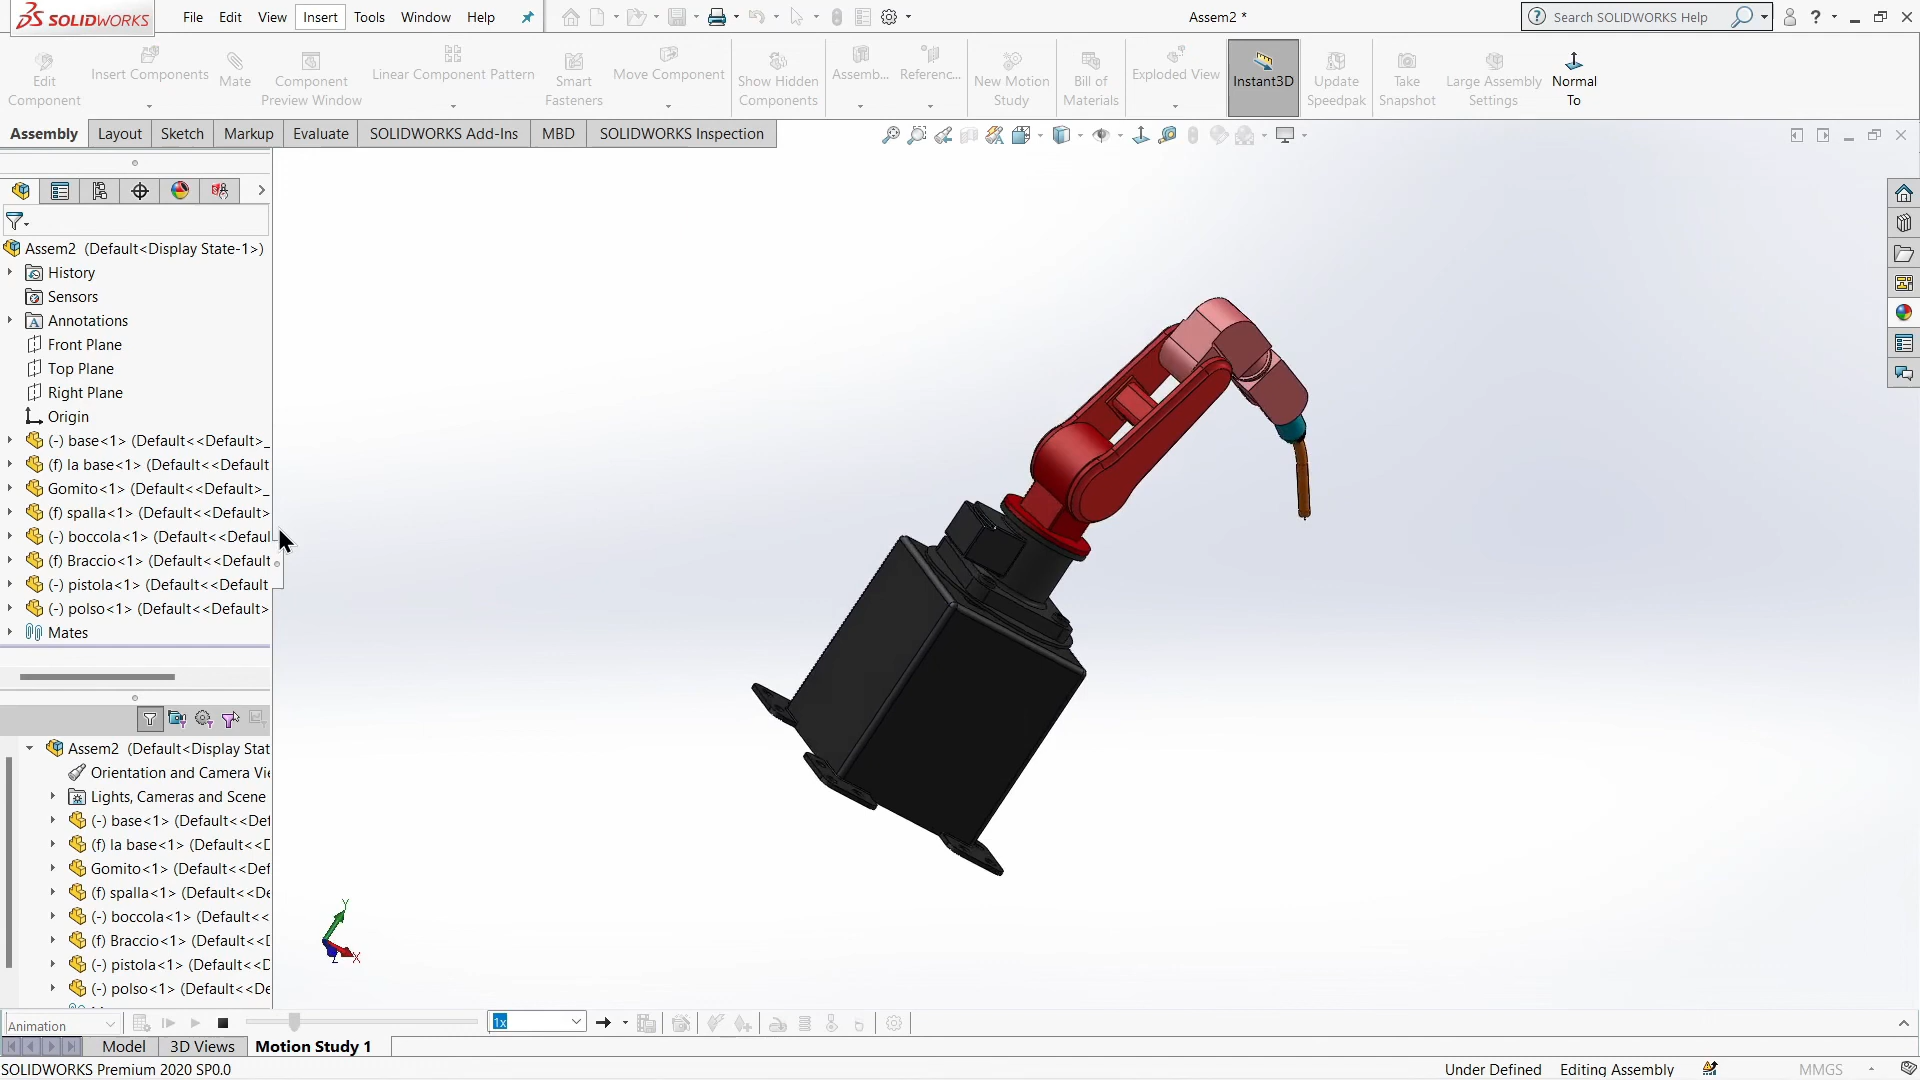 SOLIDWORKS
File Edit View Insert Tools Window Help
Assem2 *
Search SOLIDWORKS Help
Edit Component
Insert Components
Mate
Component Preview Window
Linear Component Pattern
Smart Fasteners
Move Component
Show Hidden Components
Assemb...
Referenc...
New Motion Study
Bill of Materials
Exploded View
Instant3D
Update Speedpak
Take Snapshot
Large Assembly Settings
Normal To
Assembly Layout Sketch Markup Evaluate SOLIDWORKS Add-Ins MBD SOLIDWORKS Inspection
Assem2 (Default<Display State-1>)
History
Sensors
Annotations
Front Plane
Top Plane
Right Plane
Origin
(-) base<1> (Default<<Default>_
(f) la base<1> (Default<<Default
Gomito<1> (Default<<Default>_
(f) spalla<1> (Default<<Default>
(-) boccola<1> (Default<<Defaul
(f) Braccio<1> (Default<<Default
(-) pistola<1> (Default<<Default
(-) polso<1> (Default<<Default>
Mates
Assem2 (Default<Display Stat
Orientation and Camera Vi
Lights, Cameras and Scene
(-) base<1> (Default<<Def
(f) la base<1> (Default<<D
Gomito<1> (Default<<Def
(f) spalla<1> (Default<<De
(-) boccola<1> (Default<<
(f) Braccio<1> (Default<<D
(-) pistola<1> (Default<<D
(-) polso<1> (Default<<De
Y
Z
X
Animation
1x
Model 3D Views Motion Study 1
SOLIDWORKS Premium 2020 SP0.0
Under Defined Editing Assembly MMGS